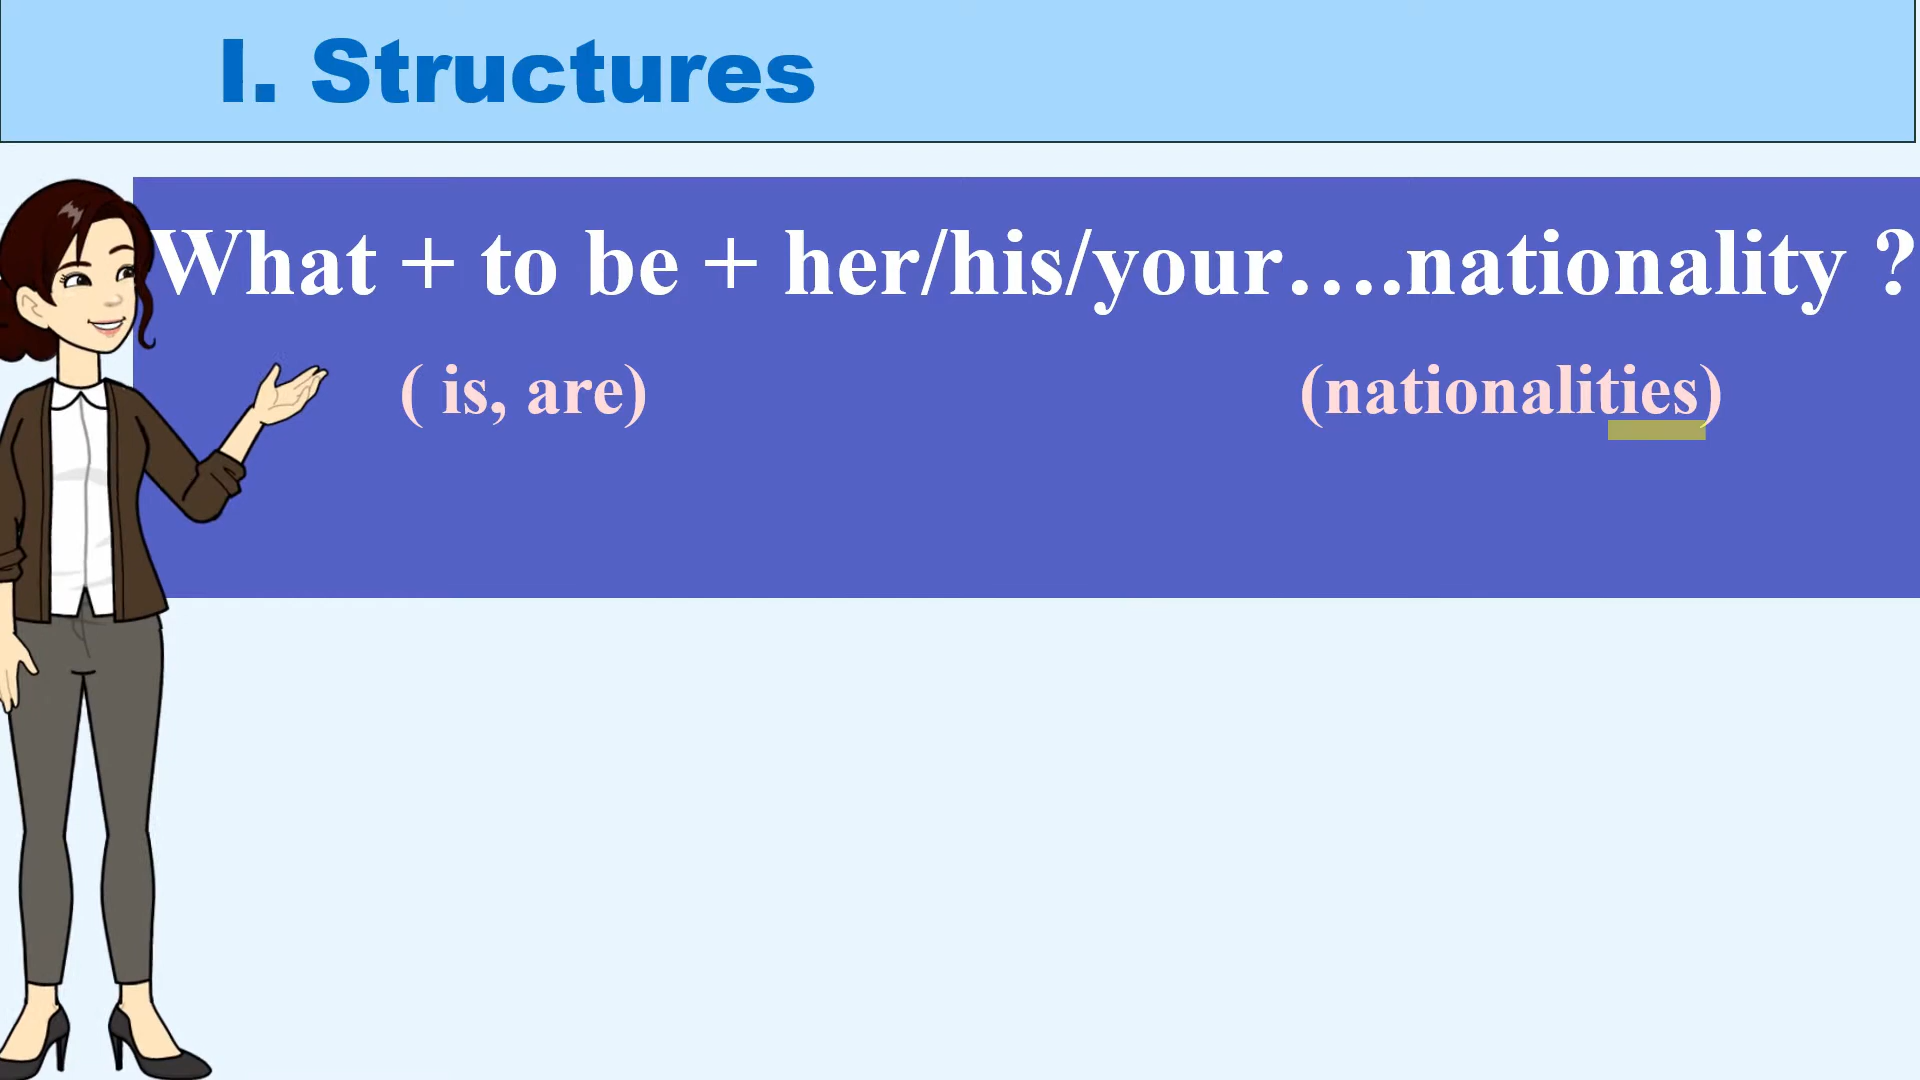 I. Structures
What + to be + her/his/your….nationality ?
( is, are) (nationalities)